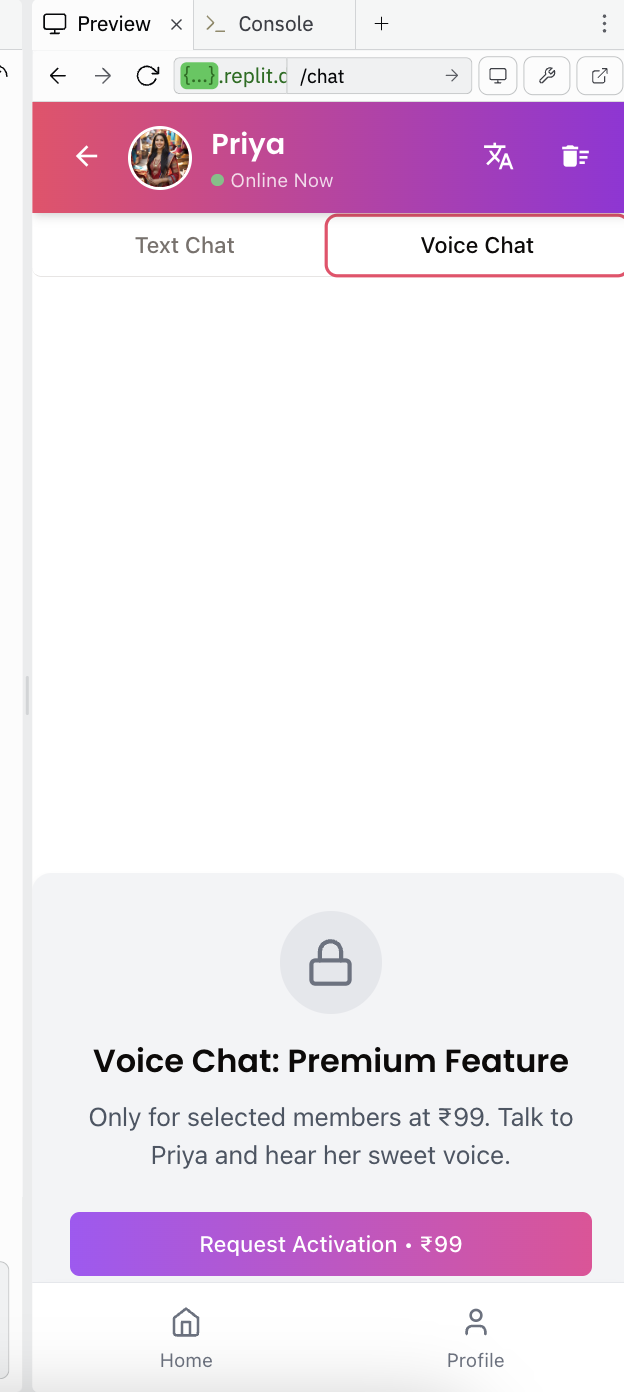 Preview
Console
{...}.replit.d
/chat
Priya
Online Now
Text Chat
Voice Chat
Voice Chat: Premium Feature
Only for selected members at ₹99. Talk to
Priya and hear her sweet voice.
Request Activation • ₹99
Home
Profile